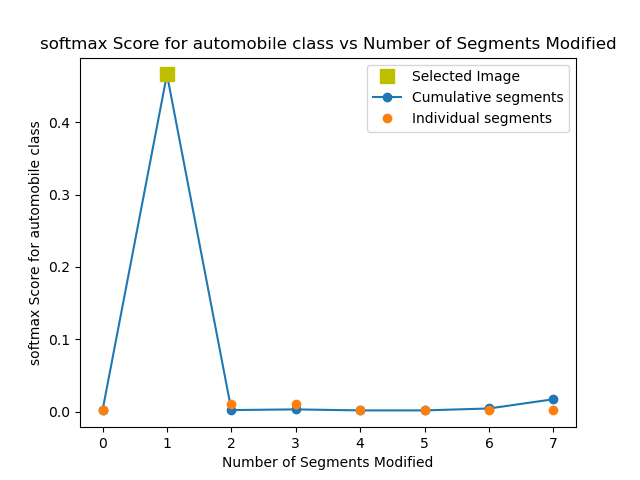 softmax Score for automobile class vs Number of Segments Modified
Selected Image
Cumulative segments
Individual segments
softmax Score for automobile class
0.4
0.3
0.2
0.1
0.0
0 1 2 3 4 5 6 7
Number of Segments Modified